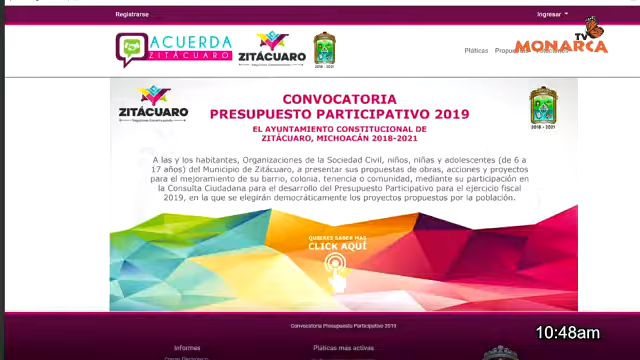 Registrarse
Ingresar
ACUERDA
ZITÁCUARO
ZITÁCUARO
2018 - 2021
Pláticas
TV
MONARCA
ZITÁCUARO
CONVOCATORIA
PRESUPUESTO PARTICIPATIVO 2019
EL AYUNTAMIENTO CONSTITUCIONAL DE
ZITÁCUARO, MICHOACÁN 2018-2021
2018 - 2021
A las y los habitantes, Organizaciones de la Sociedad Civil, niños, niñas y adolescentes (de 6 a
17 años) del Municipio de Zitácuaro, a presentar sus propuestas de obras, acciones y proyectos
para el mejoramiento de su barrio, colonia, tenencia o comunidad, mediante su participación en
la Consulta Ciudadana para el desarrollo del Presupuesto Participativo para el ejercicio fiscal
2019, en la que se elegirán democráticamente los proyectos propuestos por la población.
QUIERES SABER MAS
CLICK AQUÍ
Convocatoria Presupuesto Participativo 2019
Informes
Pláticas más activas
10:48am